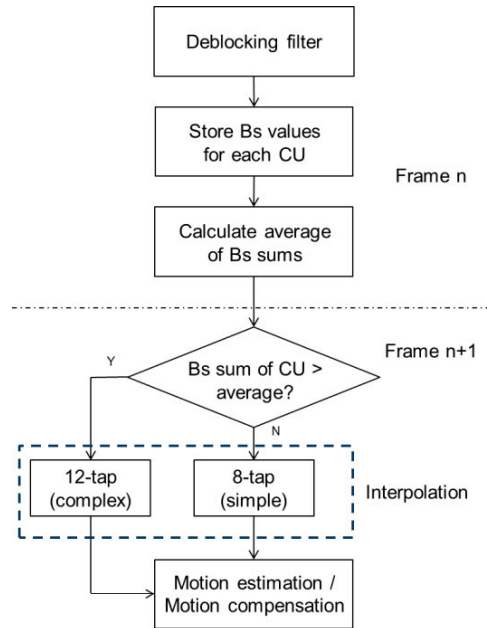 Deblocking filter
Store Bs values
for each CU
Frame n
Calculate average
of Bs sums
Frame n+1
Y
Bs sum of CU >
average?
N
12-tap
(complex)
8-tap
(simple)
Interpolation
Motion estimation /
Motion compensation